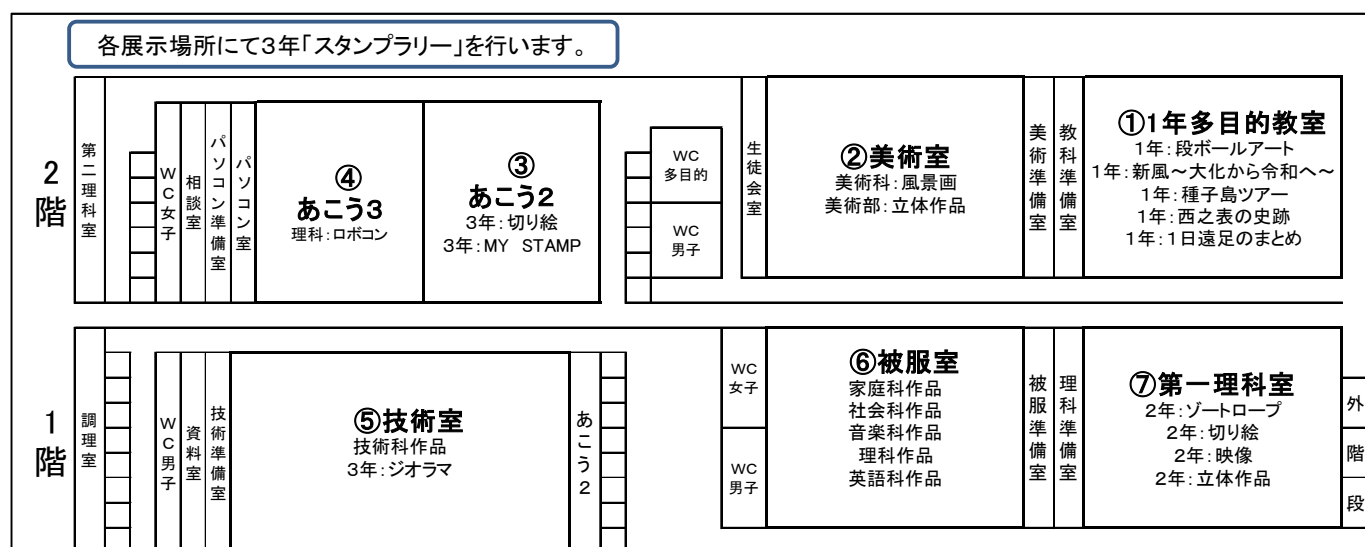 各展示場所にて3年「スタンプラリー」を行います。
2階
第二理科室
WC女子
相談室
パソコン準備室
パソコン室
④
あこう3
理科:ロボコン
③
あこう2
3年:切り絵
3年:MY STAMP
WC
多目的
WC
男子
生徒会室
②美術室
美術科:風景画
美術部:立体作品
美術準備室
教科準備室
①1年多目的教室
1年:段ボールアート
1年:新風～大化から令和へ～
1年:種子島ツアー
1年:西之表の史跡
1年:1日遠足のまとめ
1階
調理室
WC男子
資料室
技術準備室
⑤技術室
技術科作品
3年:ジオラマ
あこう2
WC
女子
WC
男子
⑥被服室
家庭科作品
社会科作品
音楽科作品
理科作品
英語科作品
被服準備室
理科準備室
⑦第一理科室
2年:ゾートロープ
2年:切り絵
2年:映像
2年:立体作品
外階段